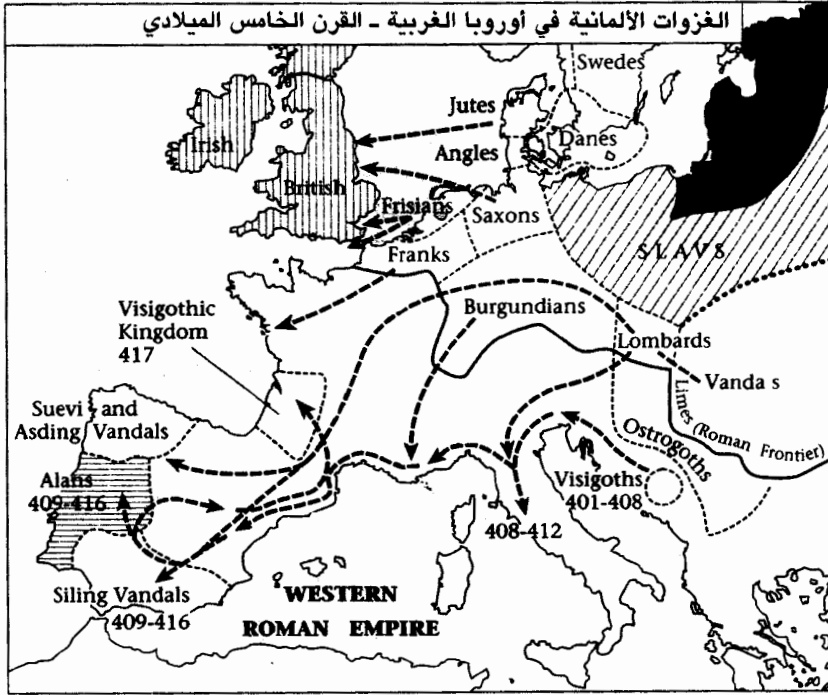 الغزوات الألمانية في أوروبا الغربية - القرن الخامس الميلادي
Swedes
Jutes
Danes
Angles
Irish
British
Frisians
Saxons
Franks
SLAVS
Burgundians
Visigothic
Kingdom
417
Lombards
Vanda s
Limes (Roman Frontier)
Suevi and
Asding Vandals
Ostrogoths
Alans
409-416
Visigoths
401-408
408-412
Siling Vandals
409-416
WESTERN
ROMAN EMPIRE